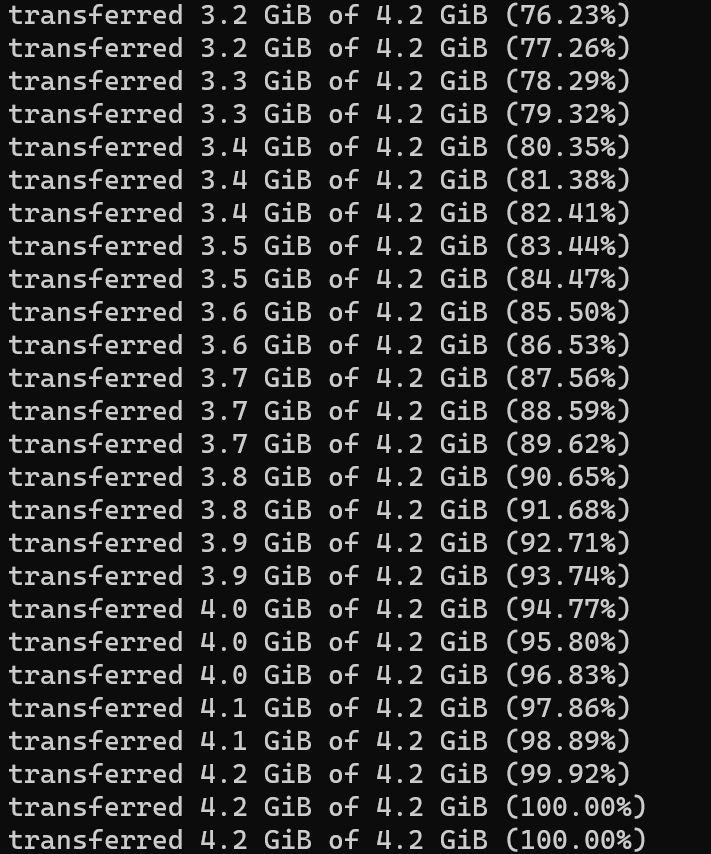 transferred 3.2 GiB of 4.2 GiB (76.23%)
transferred 3.2 GiB of 4.2 GiB (77.26%)
transferred 3.3 GiB of 4.2 GiB (78.29%)
transferred 3.3 GiB of 4.2 GiB (79.32%)
transferred 3.4 GiB of 4.2 GiB (80.35%)
transferred 3.4 GiB of 4.2 GiB (81.38%)
transferred 3.4 GiB of 4.2 GiB (82.41%)
transferred 3.5 GiB of 4.2 GiB (83.44%)
transferred 3.5 GiB of 4.2 GiB (84.47%)
transferred 3.6 GiB of 4.2 GiB (85.50%)
transferred 3.6 GiB of 4.2 GiB (86.53%)
transferred 3.7 GiB of 4.2 GiB (87.56%)
transferred 3.7 GiB of 4.2 GiB (88.59%)
transferred 3.7 GiB of 4.2 GiB (89.62%)
transferred 3.8 GiB of 4.2 GiB (90.65%)
transferred 3.8 GiB of 4.2 GiB (91.68%)
transferred 3.9 GiB of 4.2 GiB (92.71%)
transferred 3.9 GiB of 4.2 GiB (93.74%)
transferred 4.0 GiB of 4.2 GiB (94.77%)
transferred 4.0 GiB of 4.2 GiB (95.80%)
transferred 4.0 GiB of 4.2 GiB (96.83%)
transferred 4.1 GiB of 4.2 GiB (97.86%)
transferred 4.1 GiB of 4.2 GiB (98.89%)
transferred 4.2 GiB of 4.2 GiB (99.92%)
transferred 4.2 GiB of 4.2 GiB (100.00%)
transferred 4.2 GiB of 4.2 GiB (100.00%)